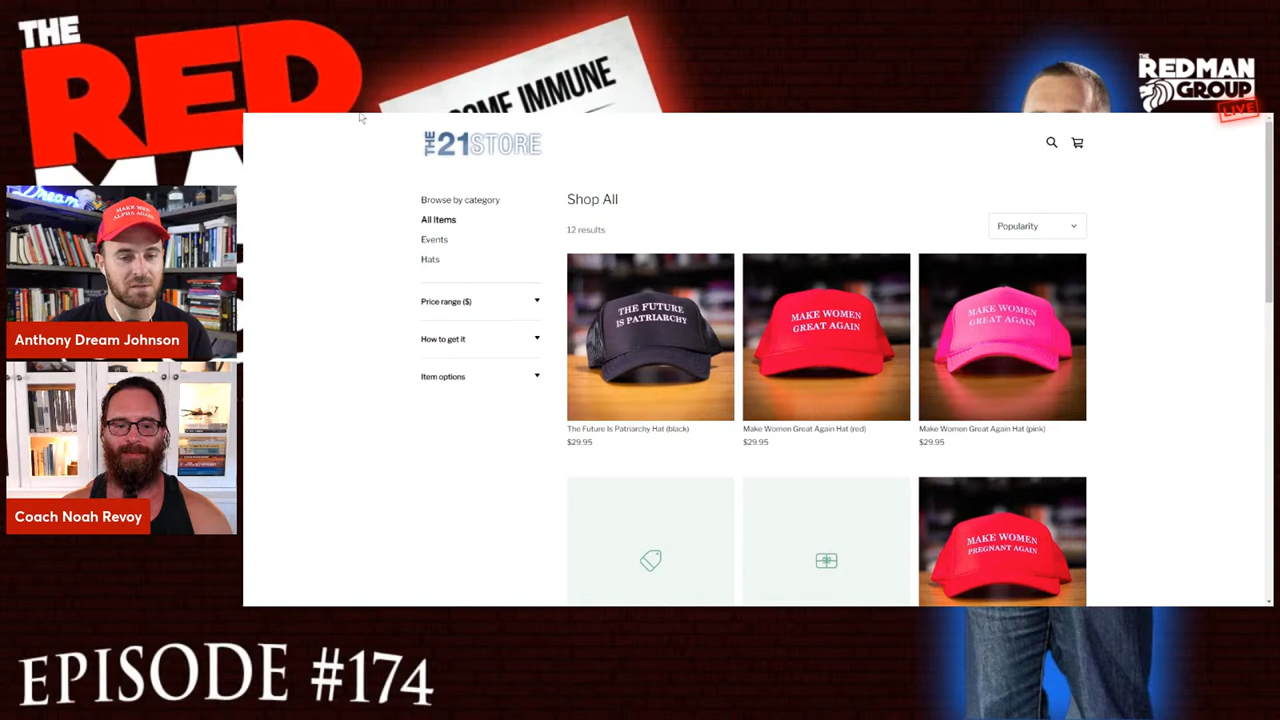 THE
RED
MA
OME IMMUNE
THE
REDMAN
GROUP
LIVE
THE 21 STORE
Browse by category
All Items
Events
Hats
Price range ($)
How to get it
Item options
Shop All
12 results
Popularity
THE FUTURE
IS PATRIARCHY
The Future Is Patriarchy Hat (black)
$29.95
MAKE WOMEN
GREAT AGAIN
Make Women Great Again Hat (red)
$29.95
MAKE WOMEN
GREAT AGAIN
Make Women Great Again Hat (pink)
$29.95
MAKE WOMEN
PREGNANT AGAIN
Dream
MAKE MEN
ALPHA AGAIN
Anthony Dream Johnson
Coach Noah Revoy
EPISODE #174